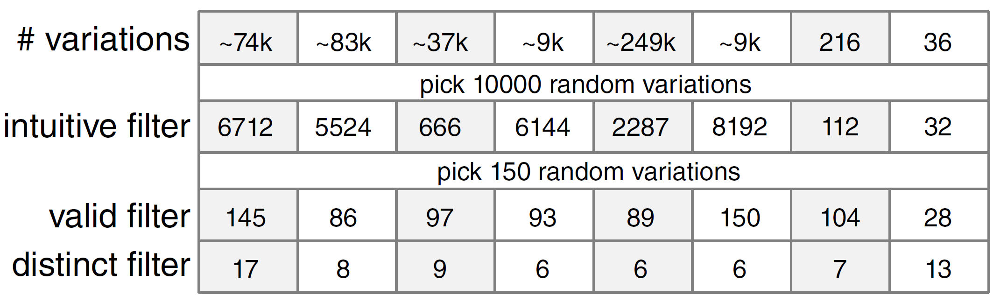 # variations ~74k ~83k ~37k ~9k ~249k ~9k 216 36
pick 10000 random variations
intuitive filter 6712 5524 666 6144 2287 8192 112 32
pick 150 random variations
valid filter 145 86 97 93 89 150 104 28
distinct filter 17 8 9 6 6 6 7 13